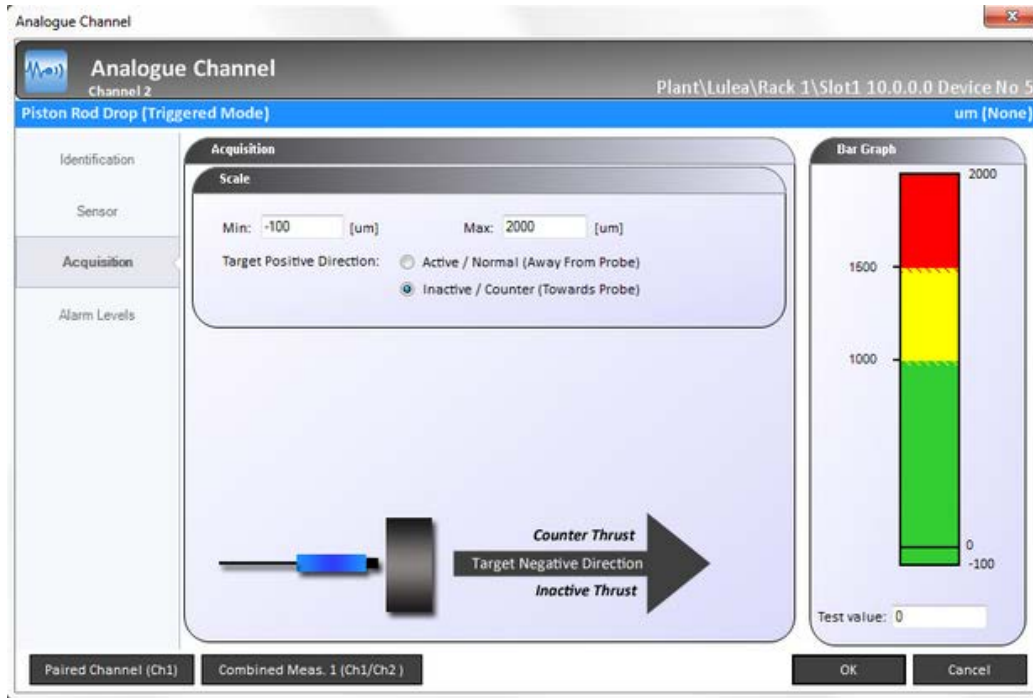 Analogue Channel
Analogue Channel
Channel 2
Plant\Lulea\Rack 1\Slot1 10.0.0.0 Device No 5
Piston Rod Drop (Triggered Mode)
um (None)
Identification
Sensor
Acquisition
Alarm Levels
Acquisition
Scale
Min: -100 [um] Max: 2000 [um]
Target Positive Direction: Active / Normal (Away From Probe)
Inactive / Counter (Towards Probe)
Counter Thrust
Target Negative Direction
Inactive Thrust
Bar Graph
2000
1500
1000
0
-100
Test value: 0
Paired Channel (Ch1) Combined Meas. 1 (Ch1/Ch2 ) OK Cancel